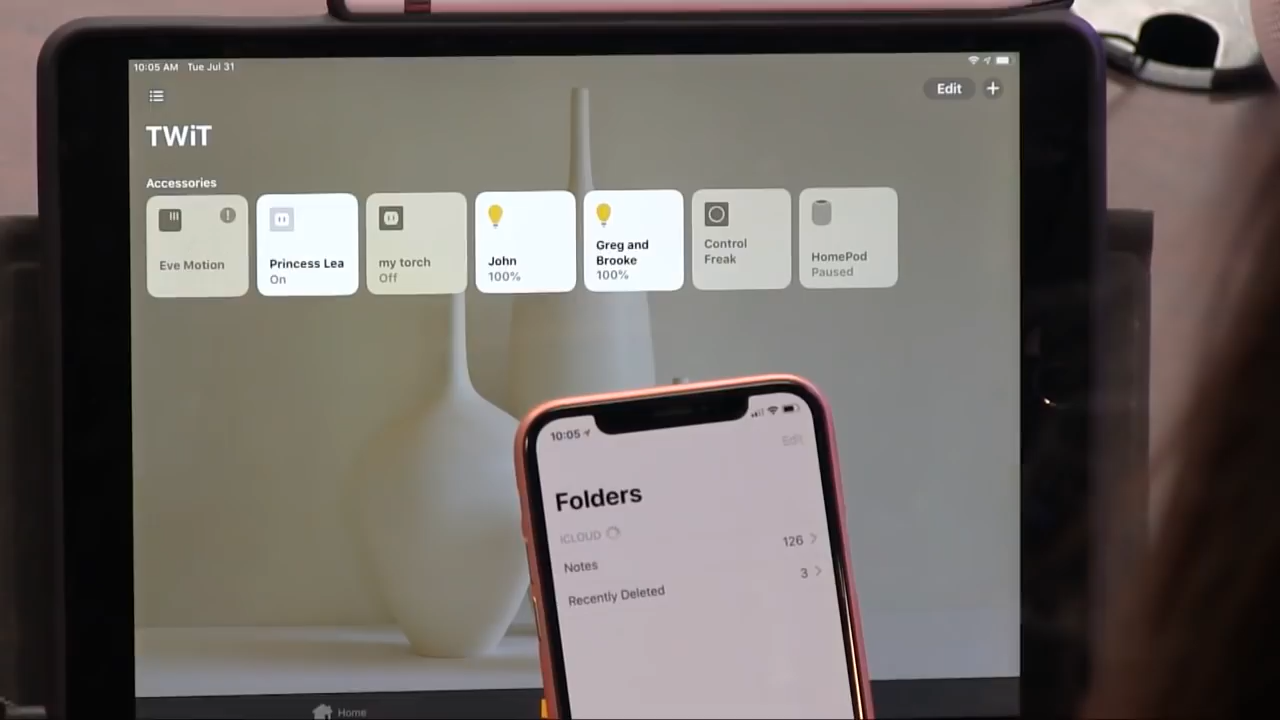 10:05 AM Tue Jul 31
Edit +
TWiT
Accessories
Eve Motion
Princess Lea
On
my torch
Off
John
100%
Greg and
Brooke
100%
Control
Freak
HomePod
Paused
10:05
Edit
Folders
ICLOUD
Notes 126
Recently Deleted 3
Home